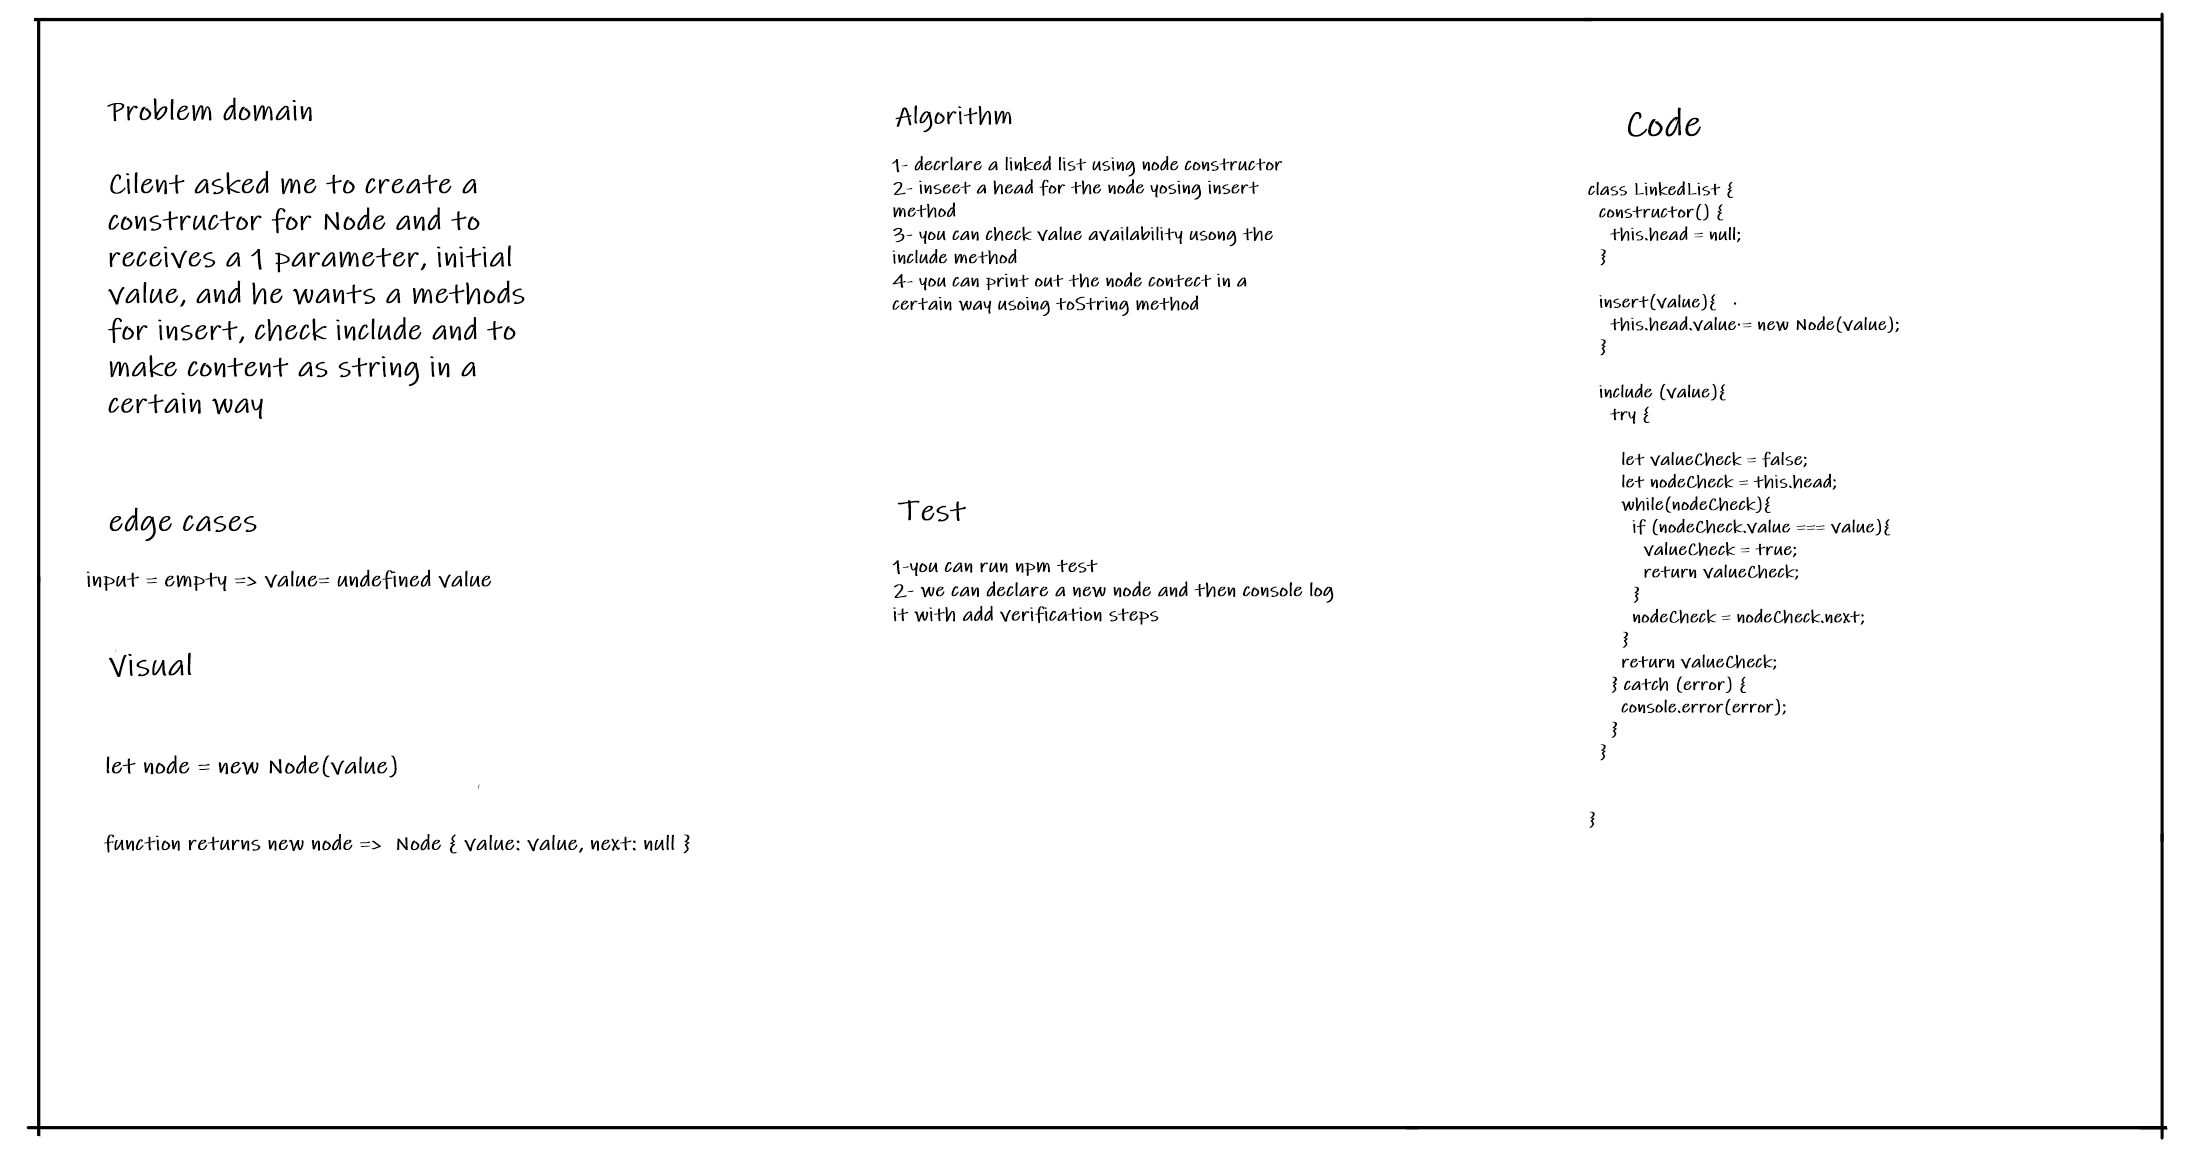 Problem domain
Cilent asked me to create a
constructor for Node and to
receives a 1 parameter, initial
value, and he wants a methods
for insert, check include and to
make content as string in a
certain way
edge cases
input = empty => value= undefined value
Visual
let node = new Node(value)
function returns new node => Node { value: value, next: null }
Algorithm
1- decrlare a linked list using node constructor
2- inseet a head for the node yosing insert
method
3- you can check value availability usong the
include method
4- you can print out the node contect in a
certain way usoing toString method
Test
1-you can run npm test
2- we can declare a new node and then console log
it with add verification steps
Code
class LinkedList {
constructor() {
this.head = null;
}
insert(value){
this.head.value = new Node(value);
}
include (value){
try {
let valueCheck = false;
let nodeCheck = this.head;
while(nodeCheck){
if (nodeCheck.value === value){
valueCheck = true;
return valueCheck;
}
nodeCheck = nodeCheck.next;
}
return valueCheck;
} catch (error) {
console.error(error);
}
}
}